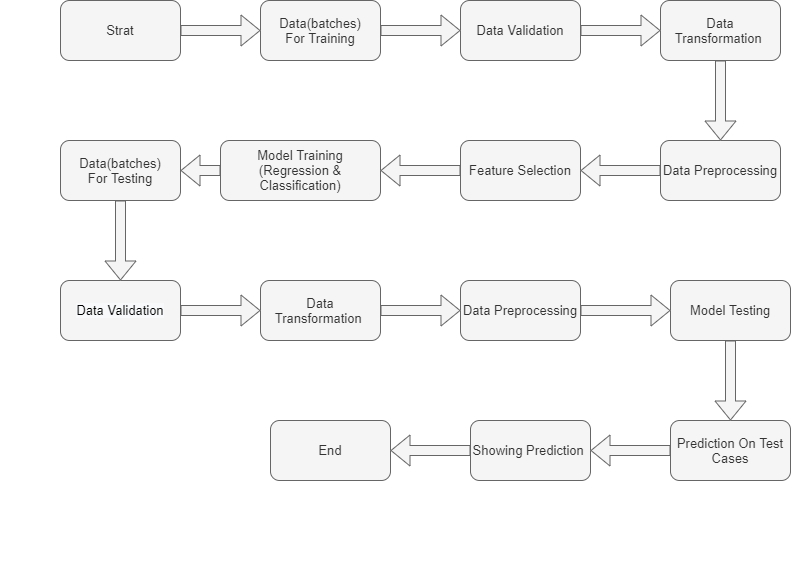 Strat
Data(batches)
For Training
Data Validation
Data
Transformation
Data(batches)
For Testing
Model Training
(Regression &
Classification)
Feature Selection
Data Preprocessing
Data Validation
Data
Transformation
Data Preprocessing
Model Testing
End
Showing Prediction
Prediction On Test
Cases